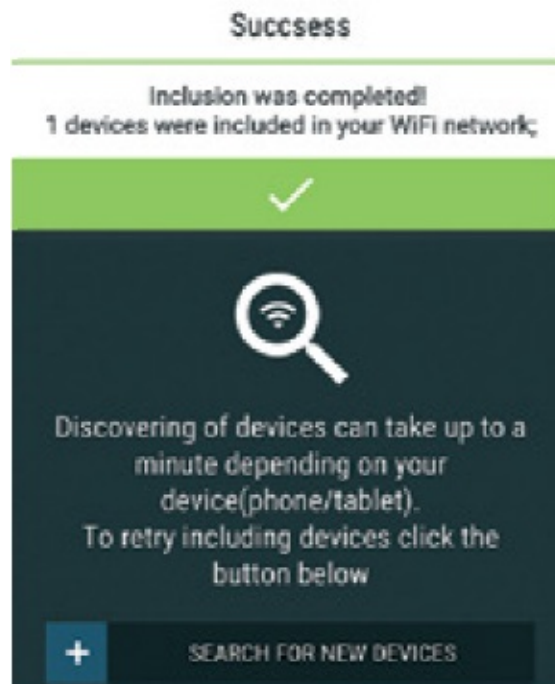 Succsess
Inclusion was completed!
1 devices were included in your WiFi network;
Discovering of devices can take up to a
minute depending on your
device(phone/tablet).
To retry including devices click the
button below
+ SEARCH FOR NEW DEVICES